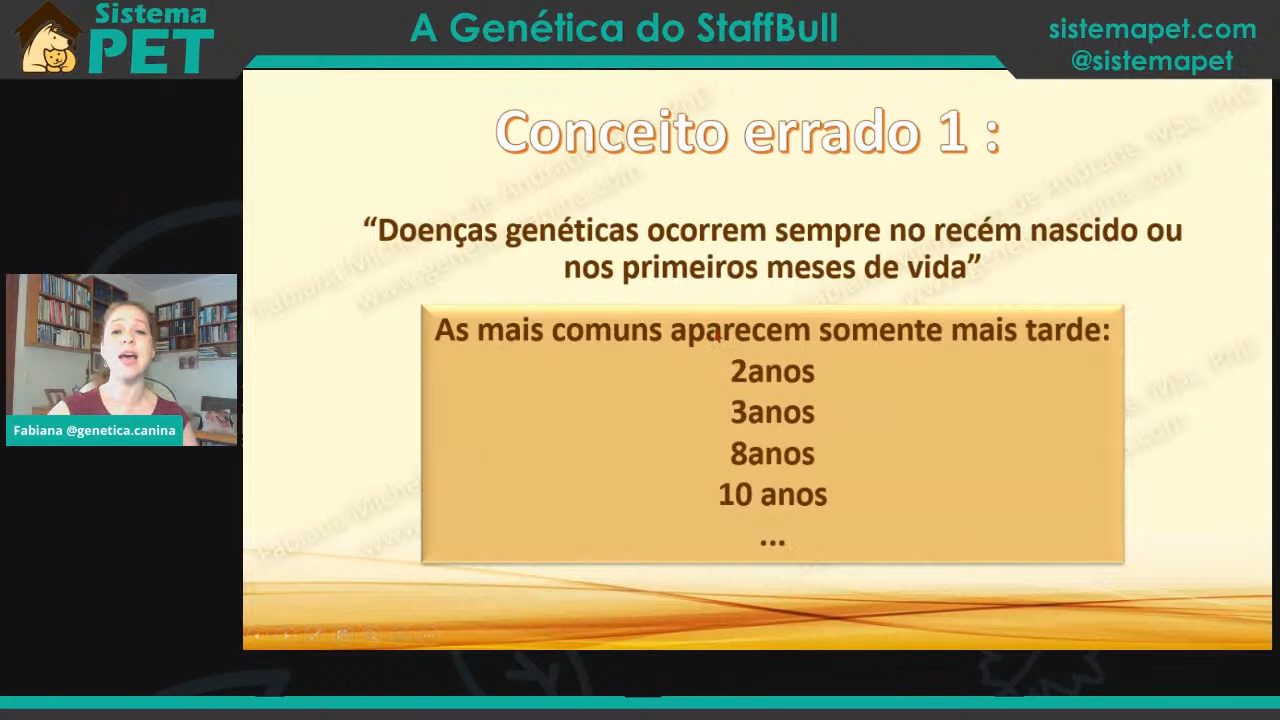 Sistema
PET
A Genética do StaffBull
sistemapet.com
@sistemapet
Conceito errado 1 :
“Doenças genéticas ocorrem sempre no recém nascido ou
nos primeiros meses de vida”
As mais comuns aparecem somente mais tarde:
2anos
3anos
8anos
10 anos
...
Fabiana @genetica.canina